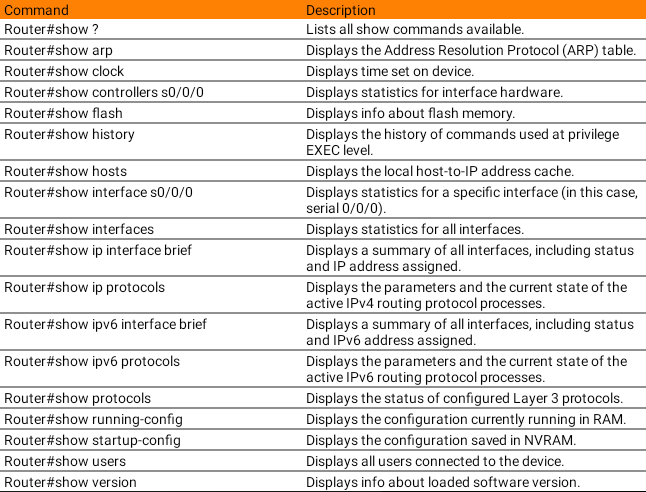 Command Description
Router#show ? Lists all show commands available.
Router#show arp Displays the Address Resolution Protocol (ARP) table.
Router#show clock Displays time set on device.
Router#show controllers s0/0/0 Displays statistics for interface hardware.
Router#show flash Displays info about flash memory.
Router#show history Displays the history of commands used at privilege
EXEC level.
Router#show hosts Displays the local host-to-IP address cache.
Router#show interface s0/0/0 Displays statistics for a specific interface (in this case,
serial 0/0/0).
Router#show interfaces Displays statistics for all interfaces.
Router#show ip interface brief Displays a summary of all interfaces, including status
and IP address assigned.
Router#show ip protocols Displays the parameters and the current state of the
active IPv4 routing protocol processes.
Router#show ipv6 interface brief Displays a summary of all interfaces, including status
and IPv6 address assigned.
Router#show ipv6 protocols Displays the parameters and the current state of the
active IPv6 routing protocol processes.
Router#show protocols Displays the status of configured Layer 3 protocols.
Router#show running-config Displays the configuration currently running in RAM.
Router#show startup-config Displays the configuration saved in NVRAM.
Router#show users Displays all users connected to the device.
Router#show version Displays info about loaded software version.